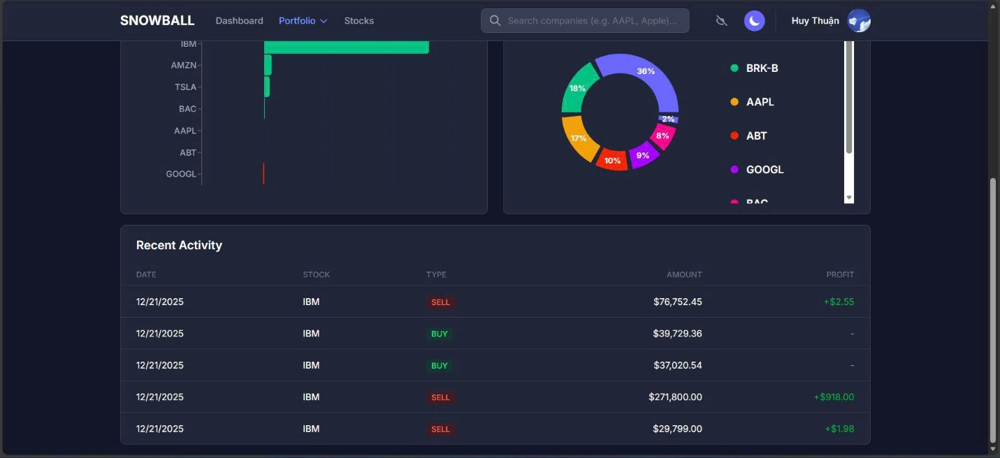 SNOWBALL Dashboard Portfolio Stocks Search companies (e.g. AAPL, Apple)... Huy Thuận
IBM
AMZN
TSLA
BAC
AAPL
ABT
GOOGL
36%
18%
2%
8%
17%
9%
10%
BRK-B
AAPL
ABT
GOOGL
BAC
Recent Activity
DATE STOCK TYPE AMOUNT PROFIT
12/21/2025 IBM SELL $76,752.45 +$2.55
12/21/2025 IBM BUY $39,729.36 -
12/21/2025 IBM BUY $37,020.54 -
12/21/2025 IBM SELL $271,800.00 +$918.00
12/21/2025 IBM SELL $29,799.00 +$1.98